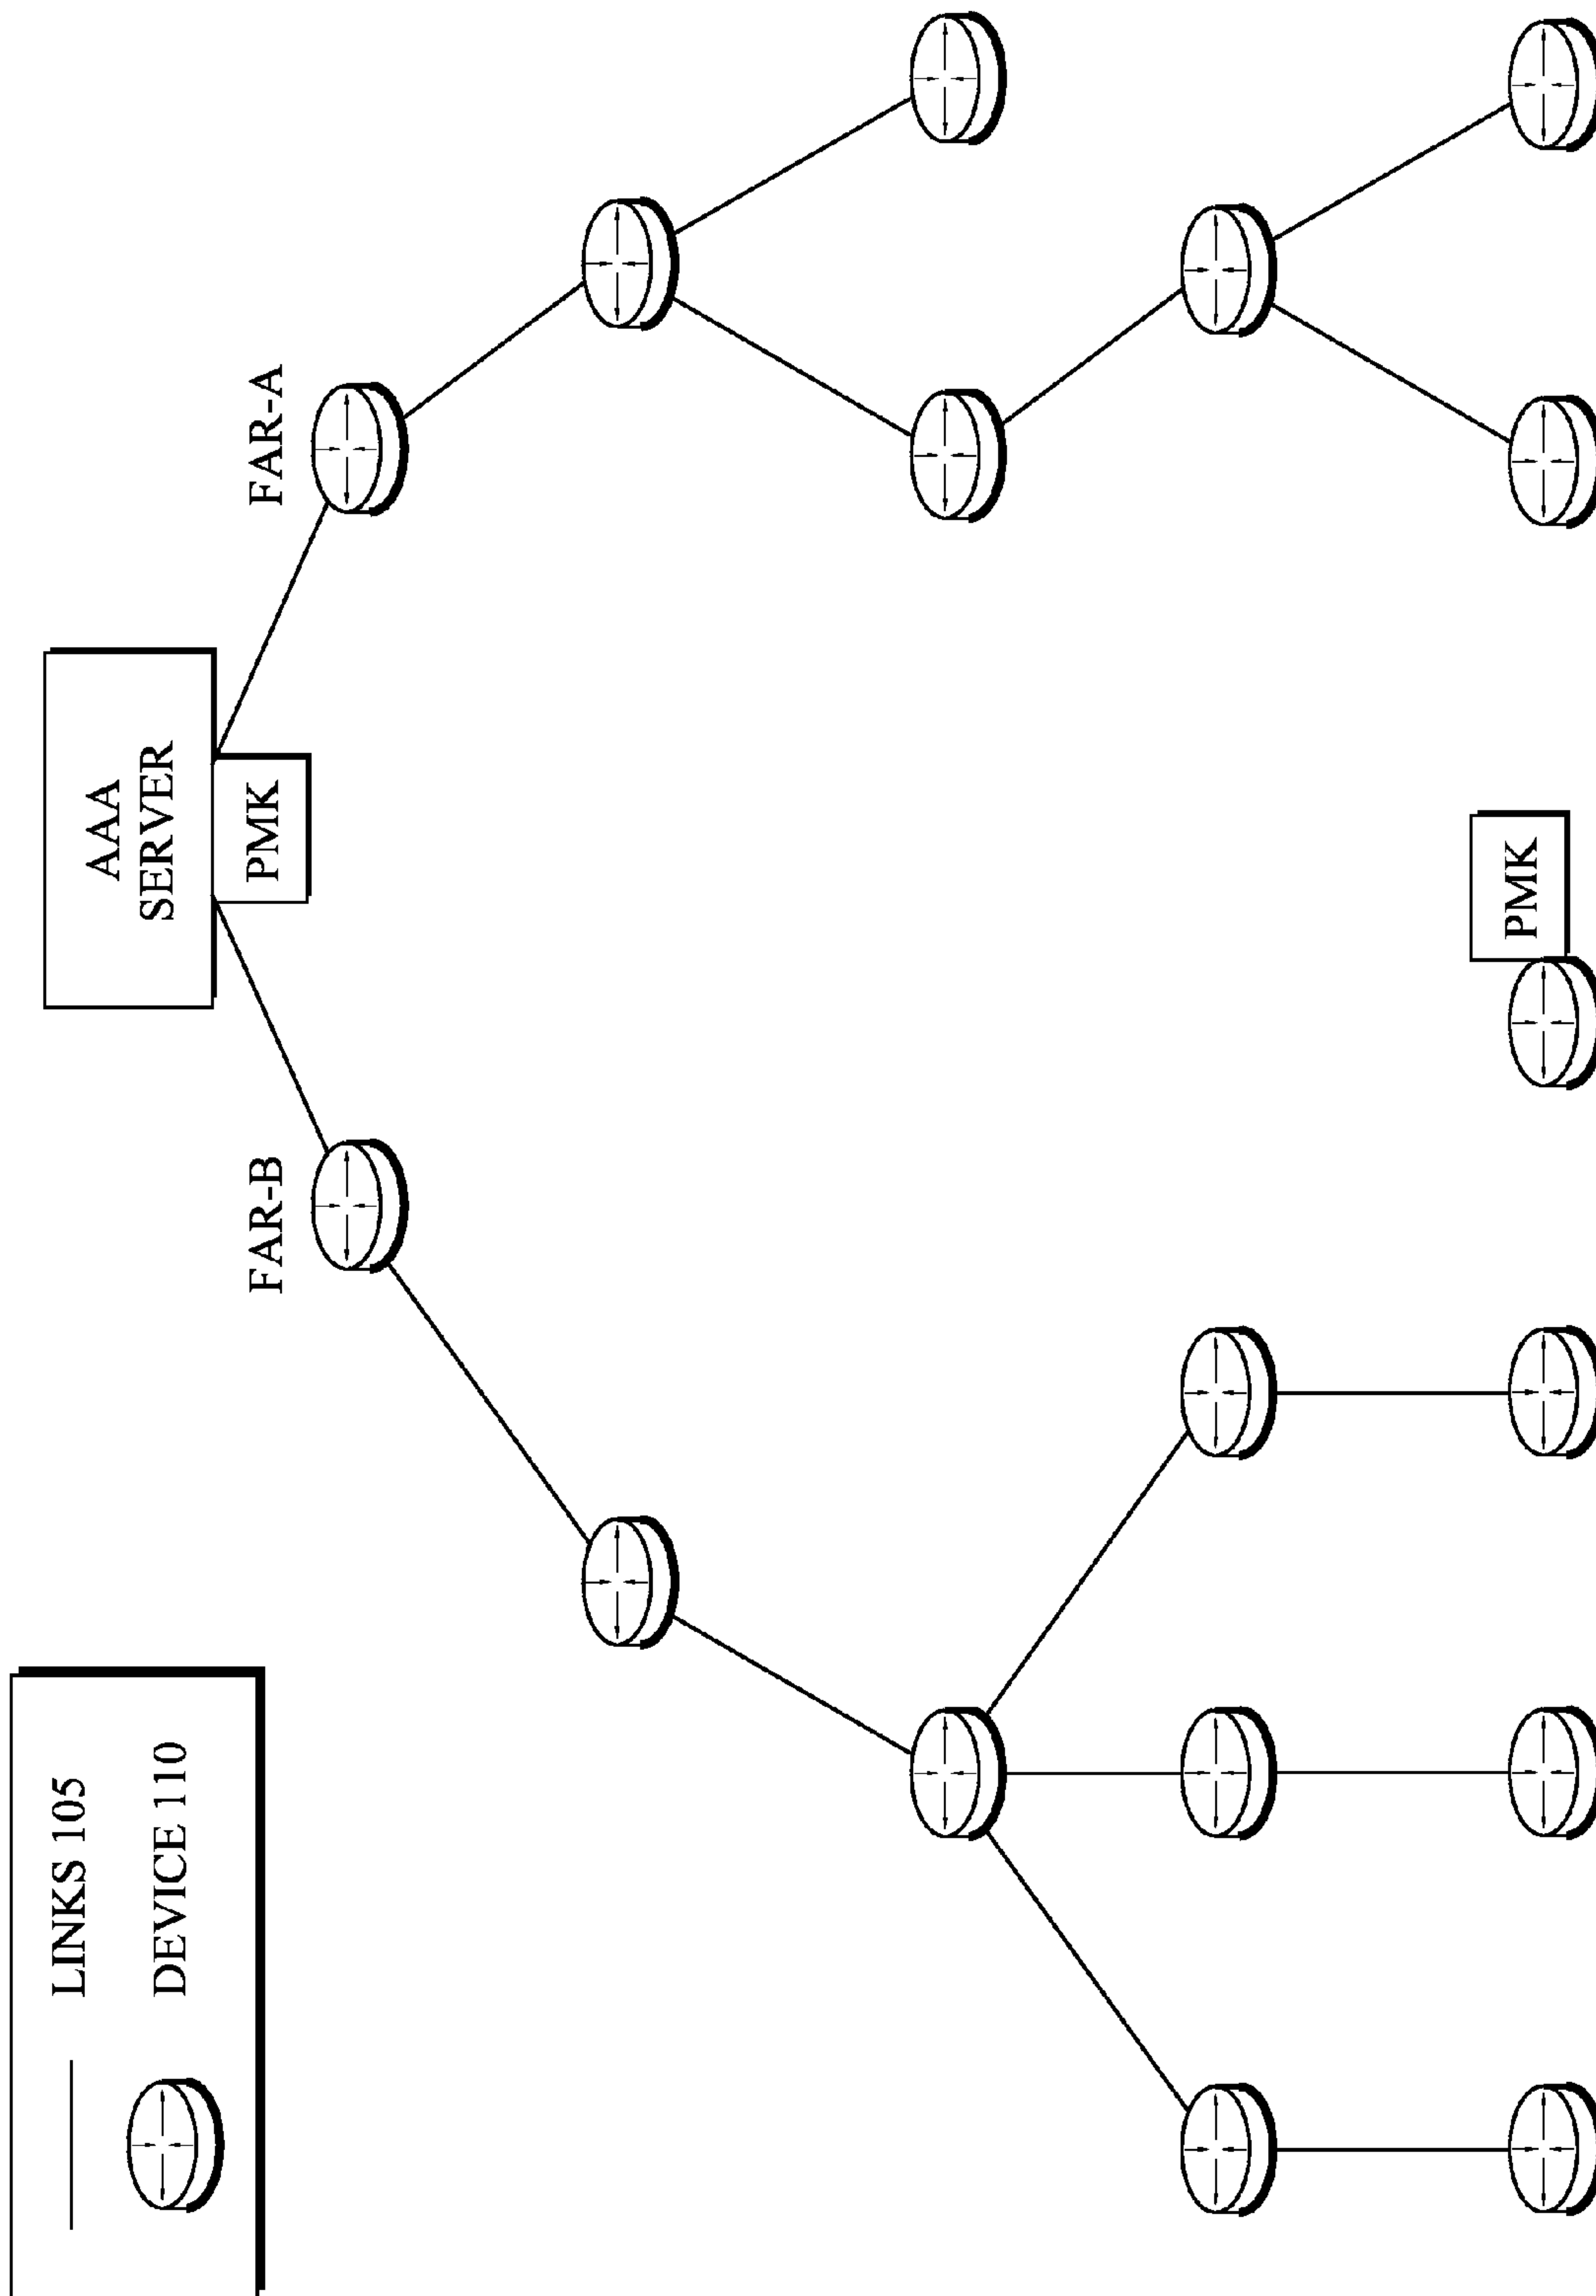 LINKS 105
DEVICE 110
AAA
SERVER
PMK
FAR-B
FAR-A
PMK